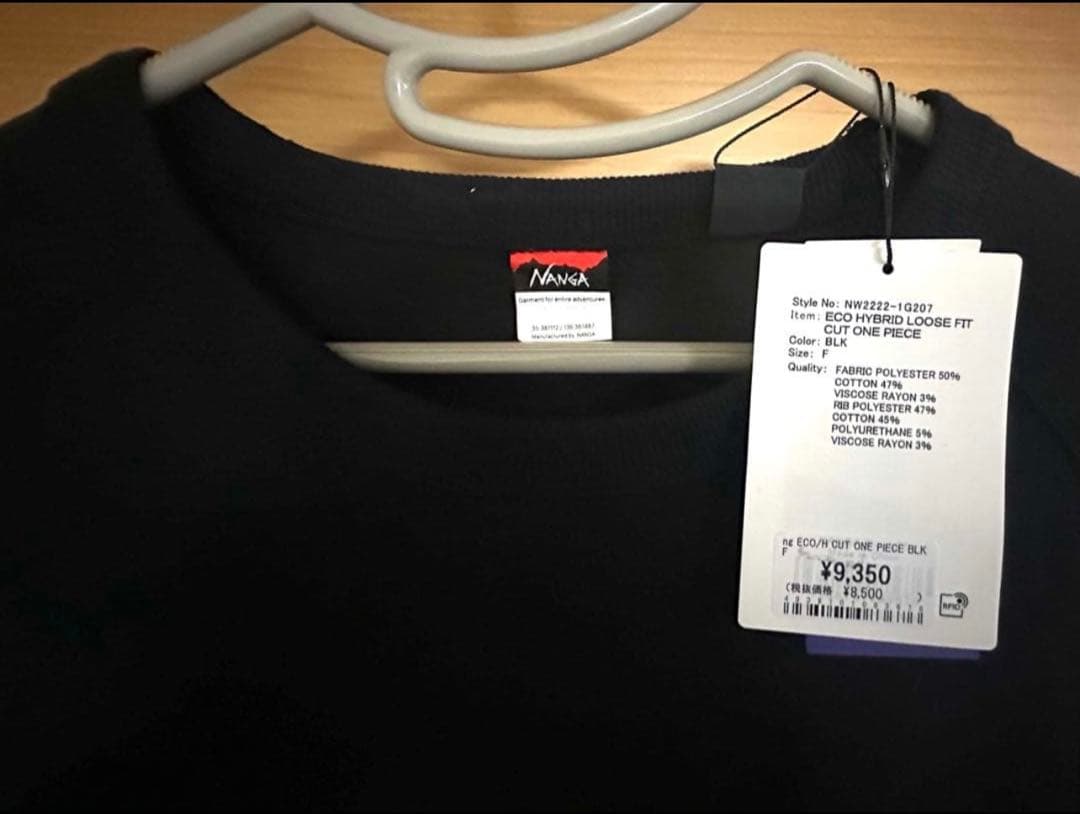 NANGA
Garment for entire adventures
Manufactured by NANGA
Style No: NW2222-1G207
Item: ECO HYBRID LOOSE FIT
CUT ONE PIECE
Color: BLK
Size: F
Quality: FABRIC POLYESTER 50%
COTTON 47%
VISCOSE RAYON 3%
RIB POLYESTER 47%
COTTON 45%
POLYURETHANE 5%
VISCOSE RAYON 3%
ng ECO/H CUT ONE PIECE BLK
F
¥9,350
(税抜価格 ¥8,500 )
RFID